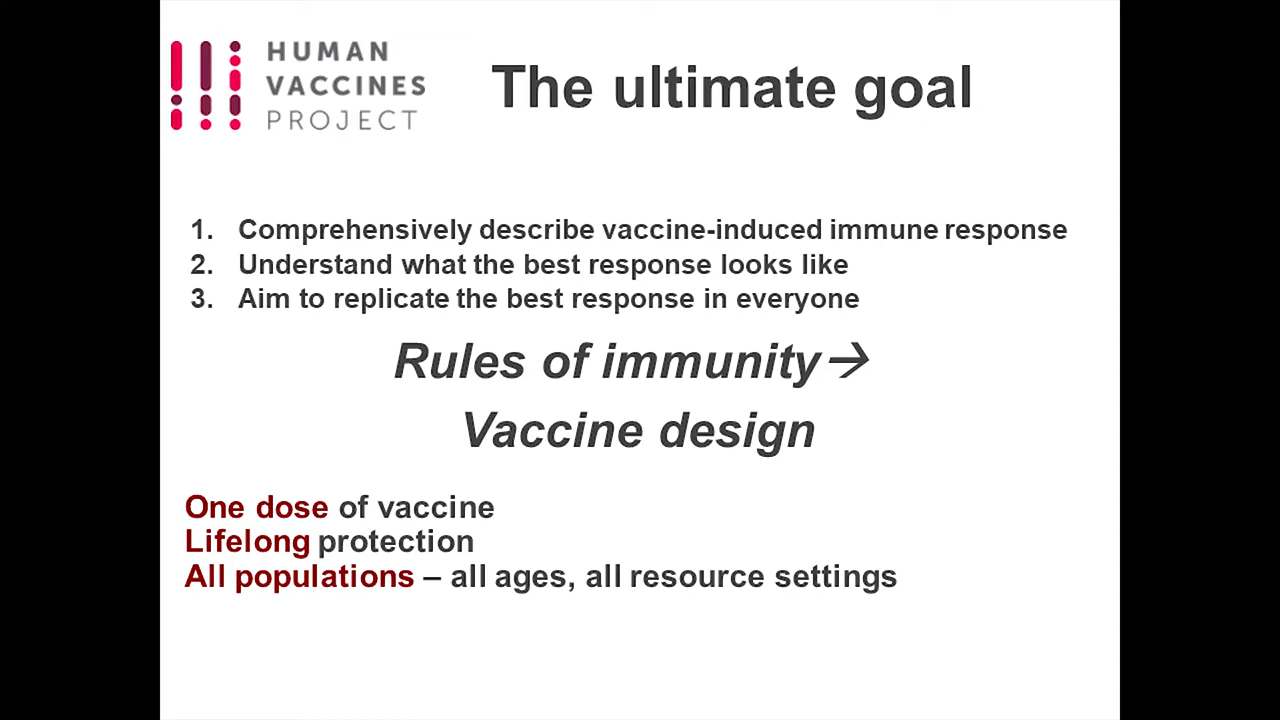 HUMAN
VACCINES
PROJECT
The ultimate goal
1. Comprehensively describe vaccine-induced immune response
2. Understand what the best response looks like
3. Aim to replicate the best response in everyone
Rules of immunity→
Vaccine design
One dose of vaccine
Lifelong protection
All populations – all ages, all resource settings